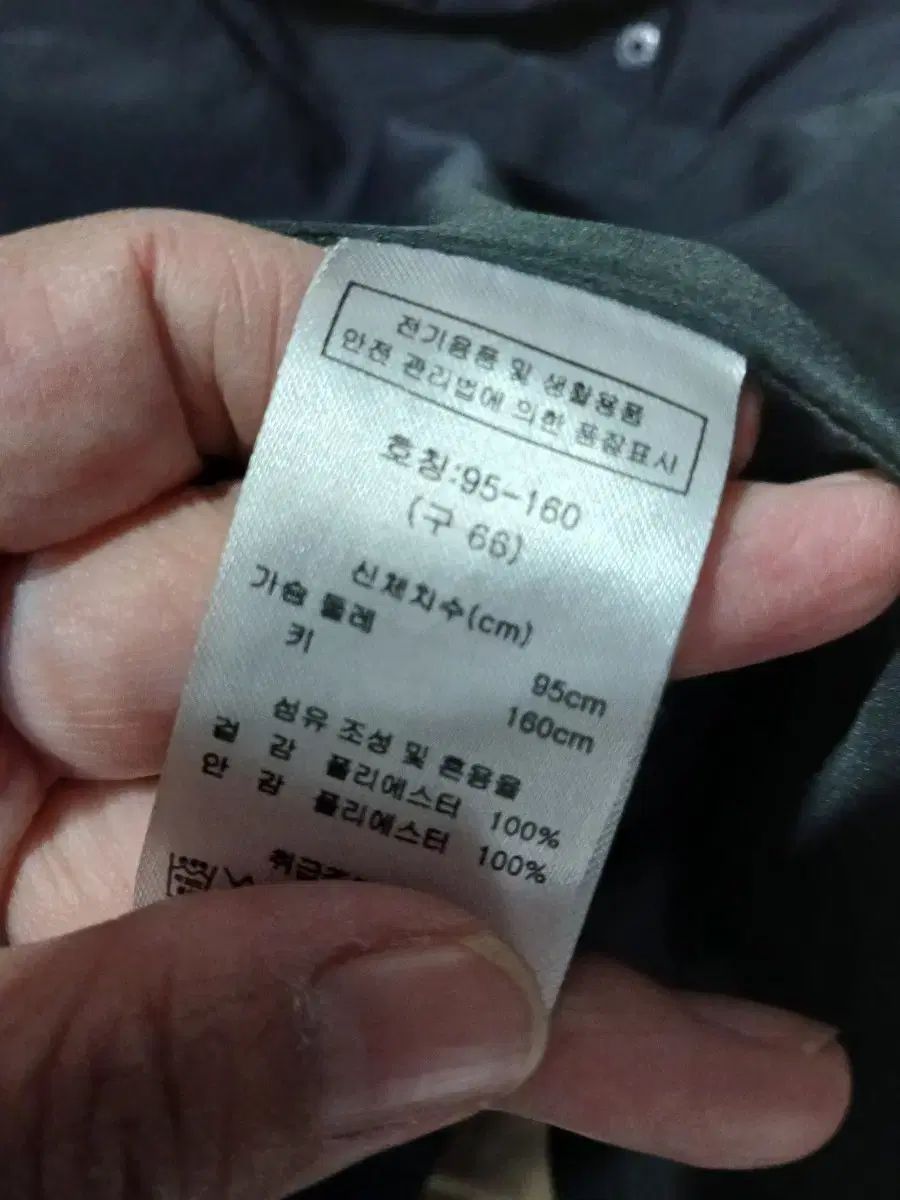 전기용품 및 생활용품
안전 관리법에 의한 품질표시
호칭:95-160
(구 66)
신체치수(cm)
가슴 둘레 95cm
키 160cm
섬유 조성 및 혼용율
겉 감 폴리에스터 100%
안 감 폴리에스터 100%